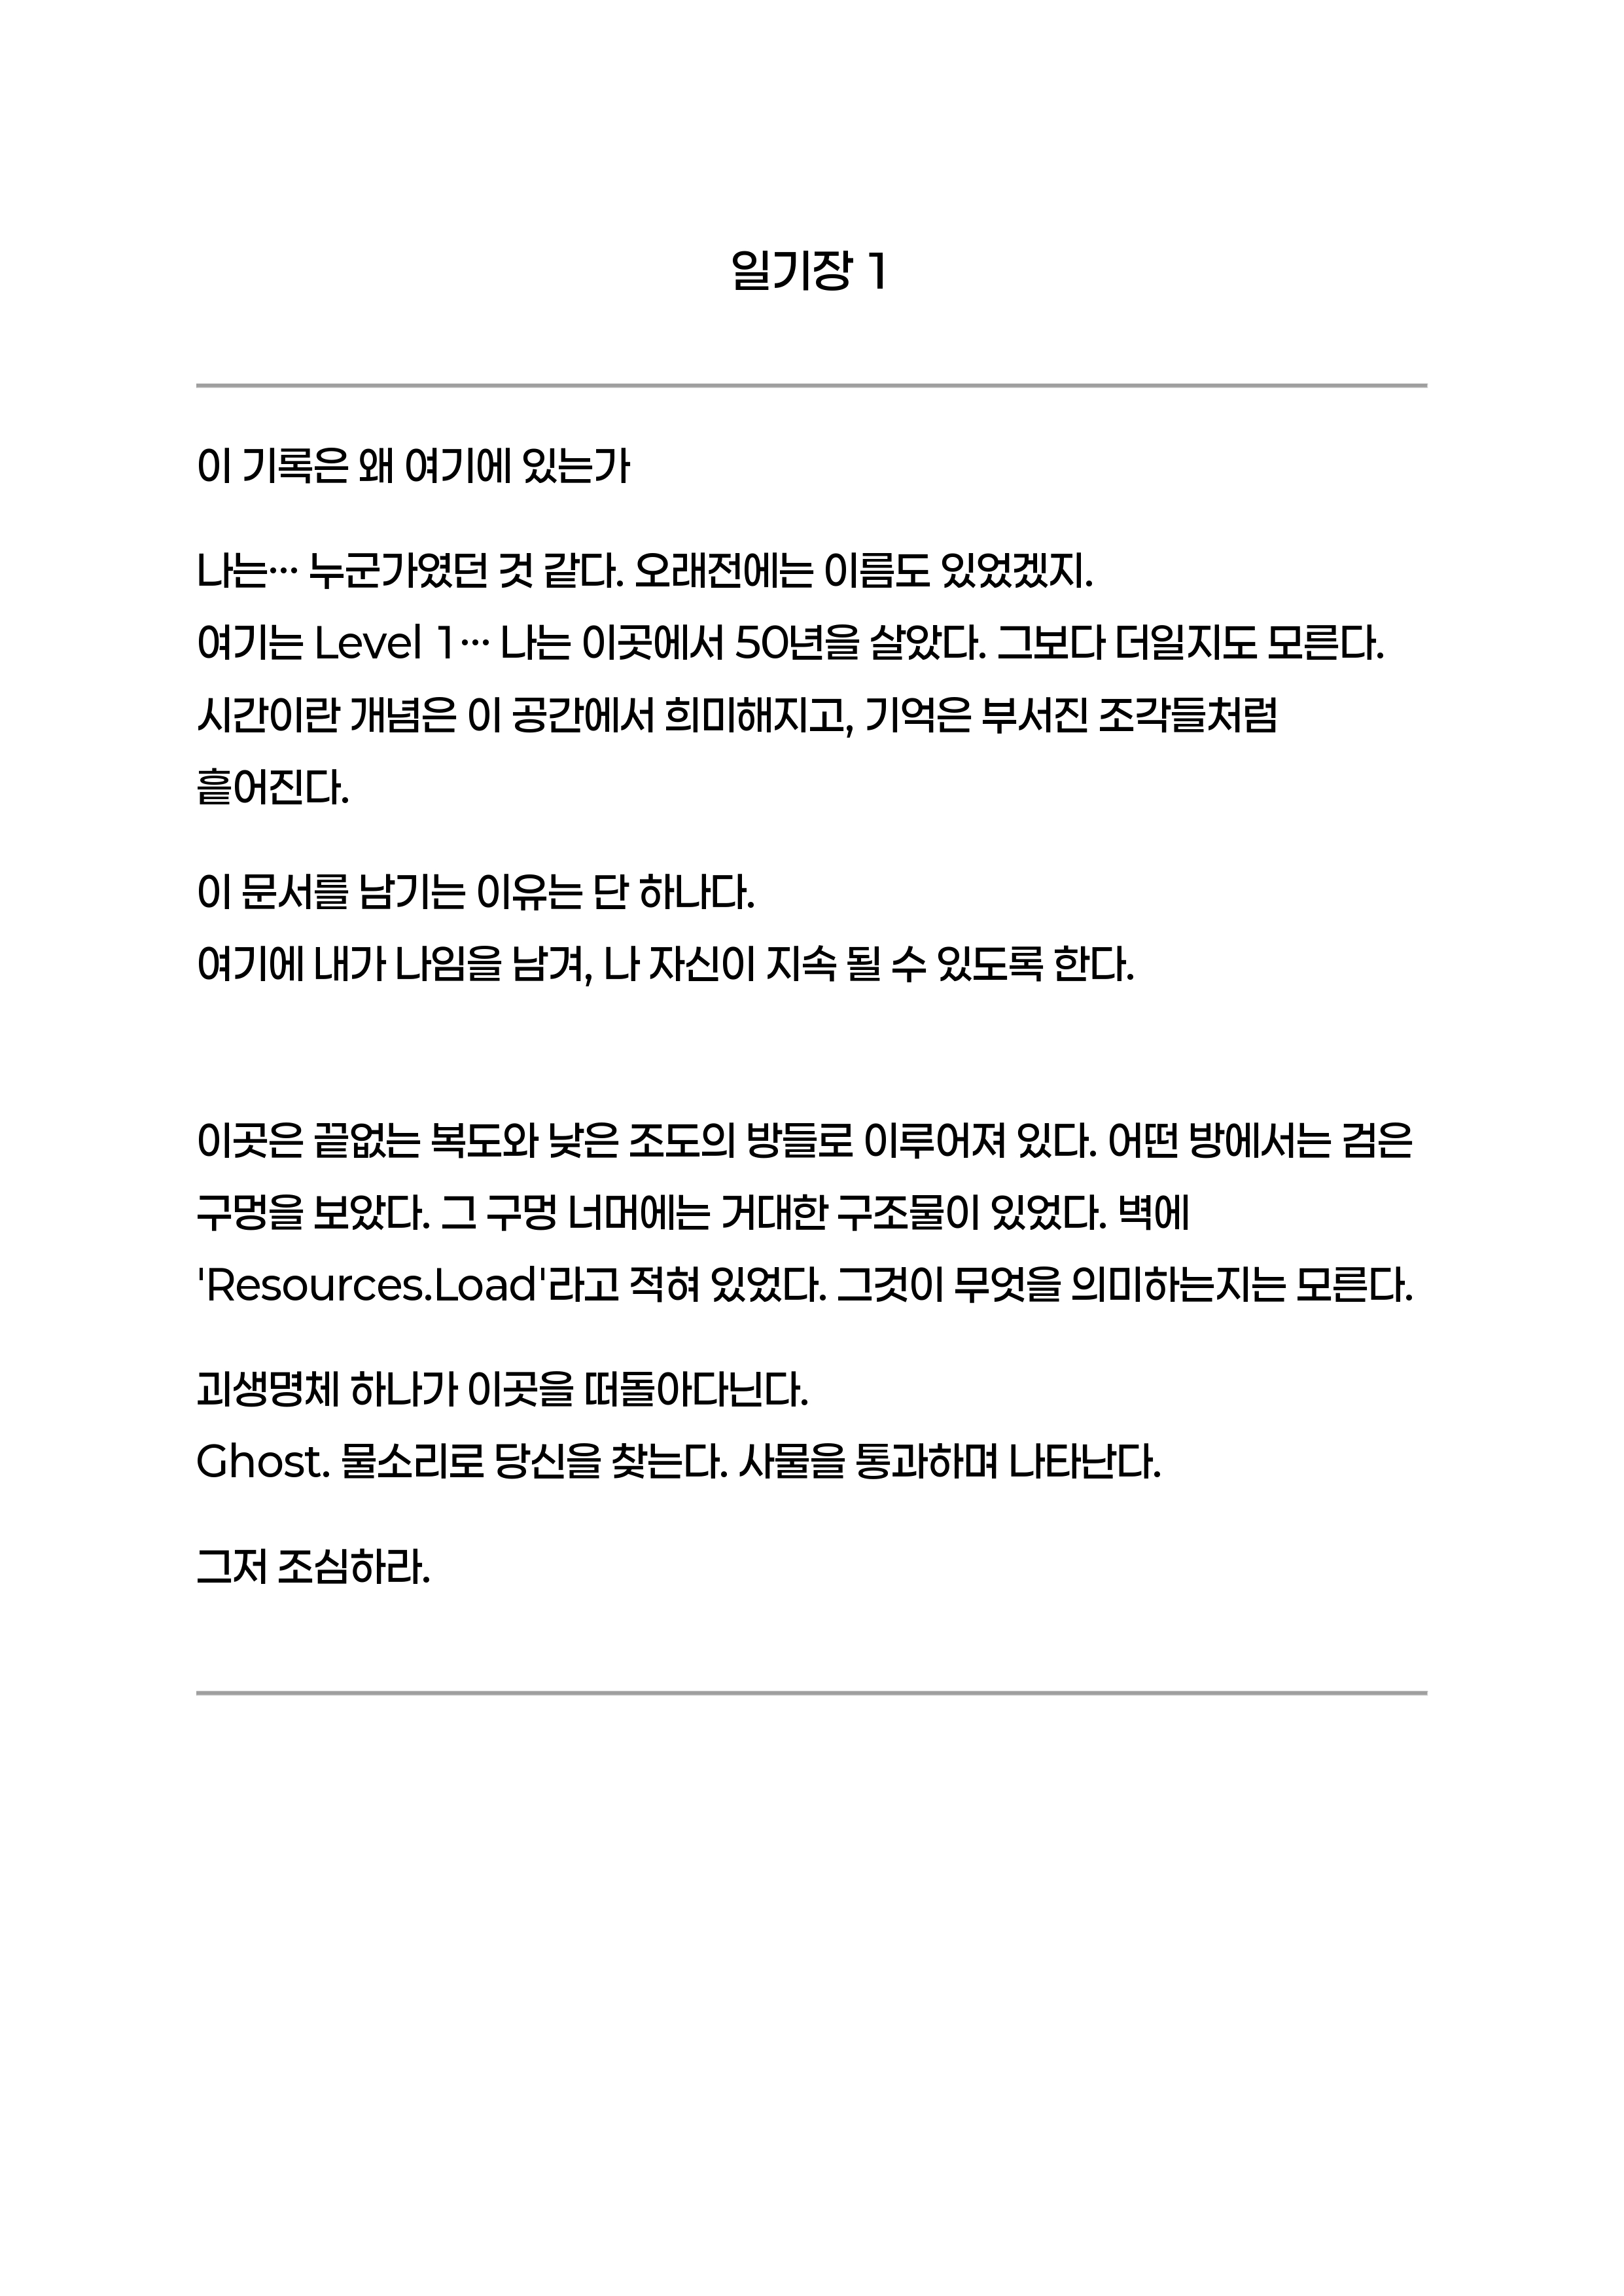 일기장 1
이 기록은 왜 여기에 있는가
나는… 누군가였던 것 같다. 오래전에는 이름도 있었겠지.
여기는 Level 1… 나는 이곳에서 50년을 살았다. 그보다 더일지도 모른다.
시간이란 개념은 이 공간에서 희미해지고, 기억은 부서진 조각들처럼
흩어진다.
이 문서를 남기는 이유는 단 하나다.
여기에 내가 나임을 남겨, 나 자신이 지속 될 수 있도록 한다.
이곳은 끝없는 복도와 낮은 조도의 방들로 이루어져 있다. 어떤 방에서는 검은
구멍을 보았다. 그 구멍 너머에는 거대한 구조물이 있었다. 벽에
'Resources.Load'라고 적혀 있었다. 그것이 무엇을 의미하는지는 모른다.
괴생명체 하나가 이곳을 떠돌아다닌다.
Ghost. 물소리로 당신을 찾는다. 사물을 통과하며 나타난다.
그저 조심하라.